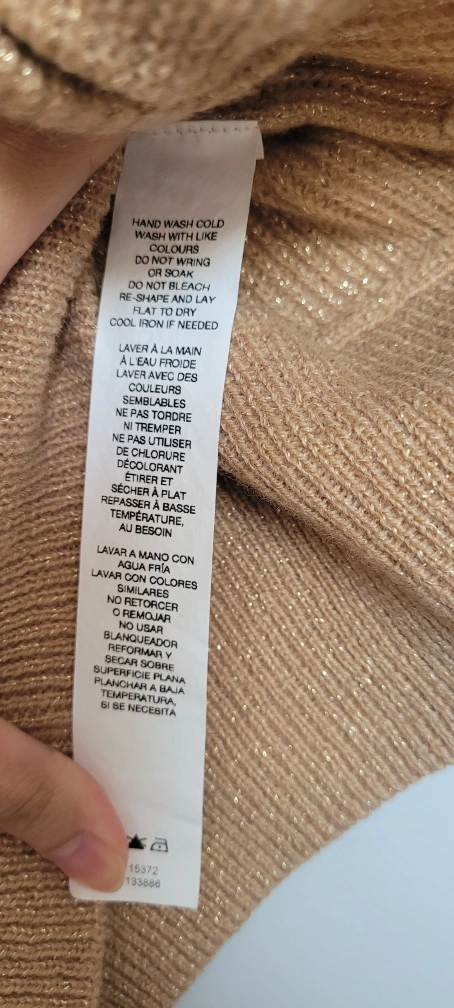 HAND WASH COLD
WASH WITH LIKE
COLOURS
DO NOT WRING
OR SOAK
DO NOT BLEACH
RE-SHAPE AND LAY
FLAT TO DRY
COOL IRON IF NEEDED
LAVER À LA MAIN
À L'EAU FROIDE
LAVER AVEC DES
COULEURS
SEMBLABLES
NE PAS TORDRE
NI TREMPER
NE PAS UTILISER
DE CHLORURE
DÉCOLORANT
ÉTIRER ET
SÉCHER À PLAT
REPASSER À BASSE
TEMPÉRATURE,
AU BESOIN
LAVAR A MANO CON
AGUA FRÍA
LAVAR CON COLORES
SIMILARES
NO RETORCER
O REMOJAR
NO USAR
BLANQUEADOR
REFORMAR Y
SECAR SOBRE
SUPERFICIE PLANA
PLANCHAR A BAJA
TEMPERATURA,
SI SE NECESITA
15372
133886